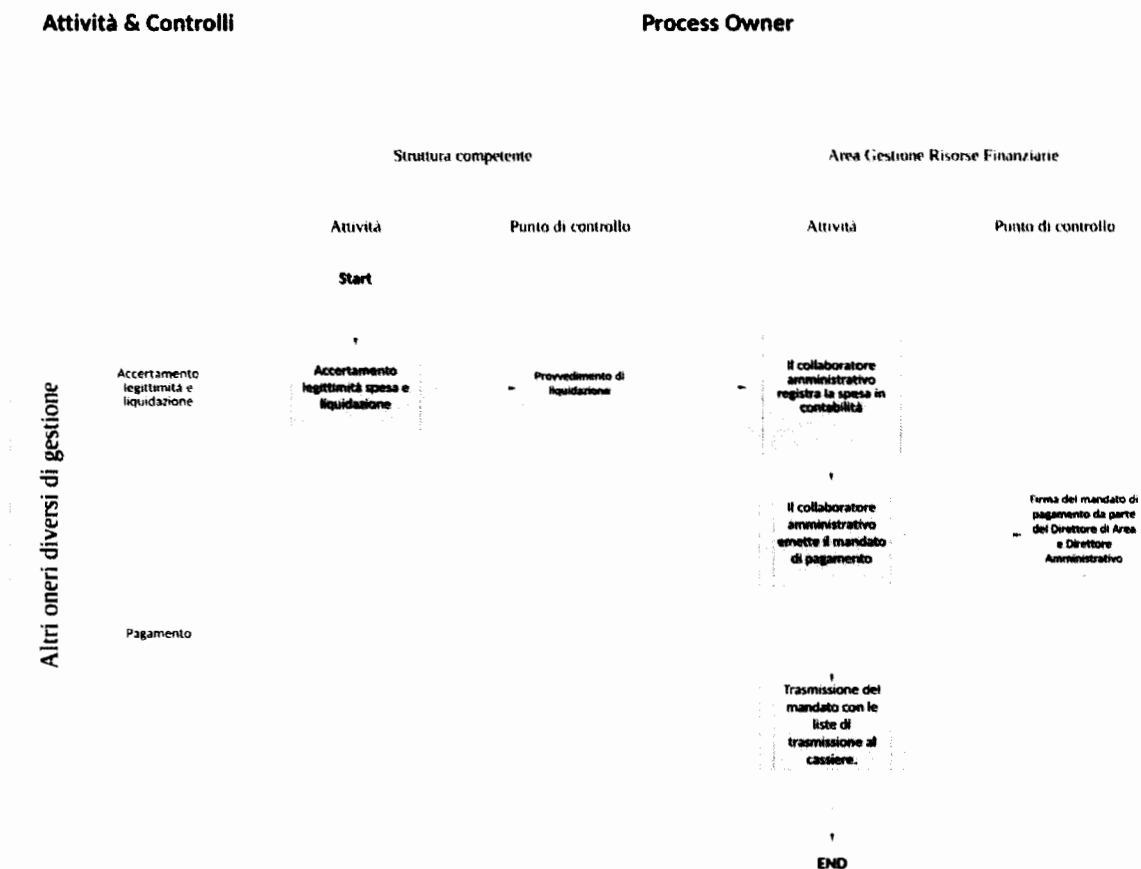 Attività & Controlli
Process Owner
Struttura competente
Area Gestione Risorse Finanziarie
Attività
Punto di controllo
Attività
Punto di controllo
Start
Altri oneri diversi di gestione
Accertamento
legittimità e
liquidazione
Accertamento
legittimità spesa e
liquidazione
Provvedimento di
liquidazione
Il collaboratore
amministrativo
registra la spesa in
contabilità
Il collaboratore
amministrativo
emette il mandato
di pagamento
Firma del mandato di
pagamento da parte
del Direttore di Area
e Direttore
Amministrativo
Pagamento
Trasmissione del
mandato con le
liste di
trasmissione al
cassiere.
END